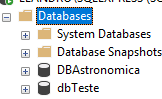 Databases
System Databases
Database Snapshots
DBAstronomica
dbTeste